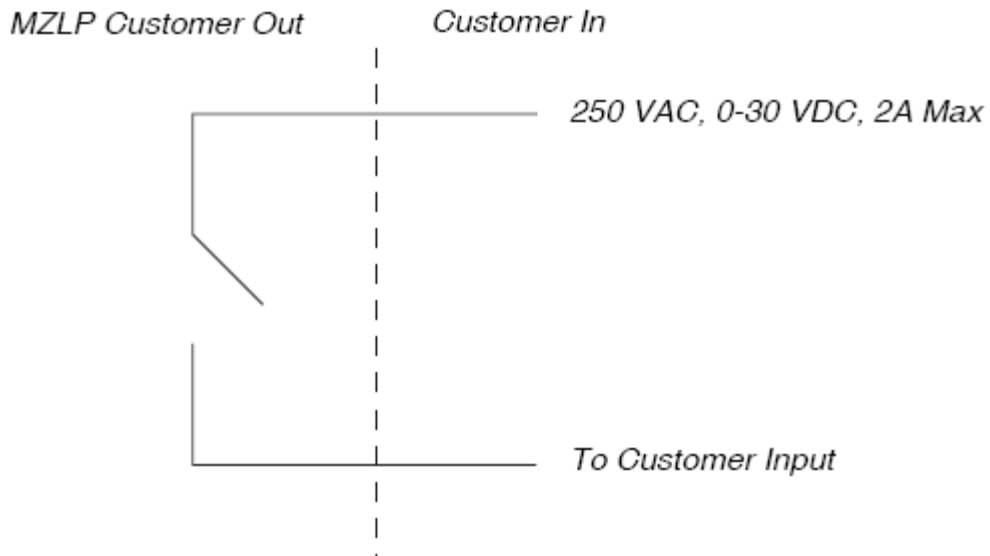 MZLP Customer Out
Customer In
250 VAC, 0-30 VDC, 2A Max
To Customer Input